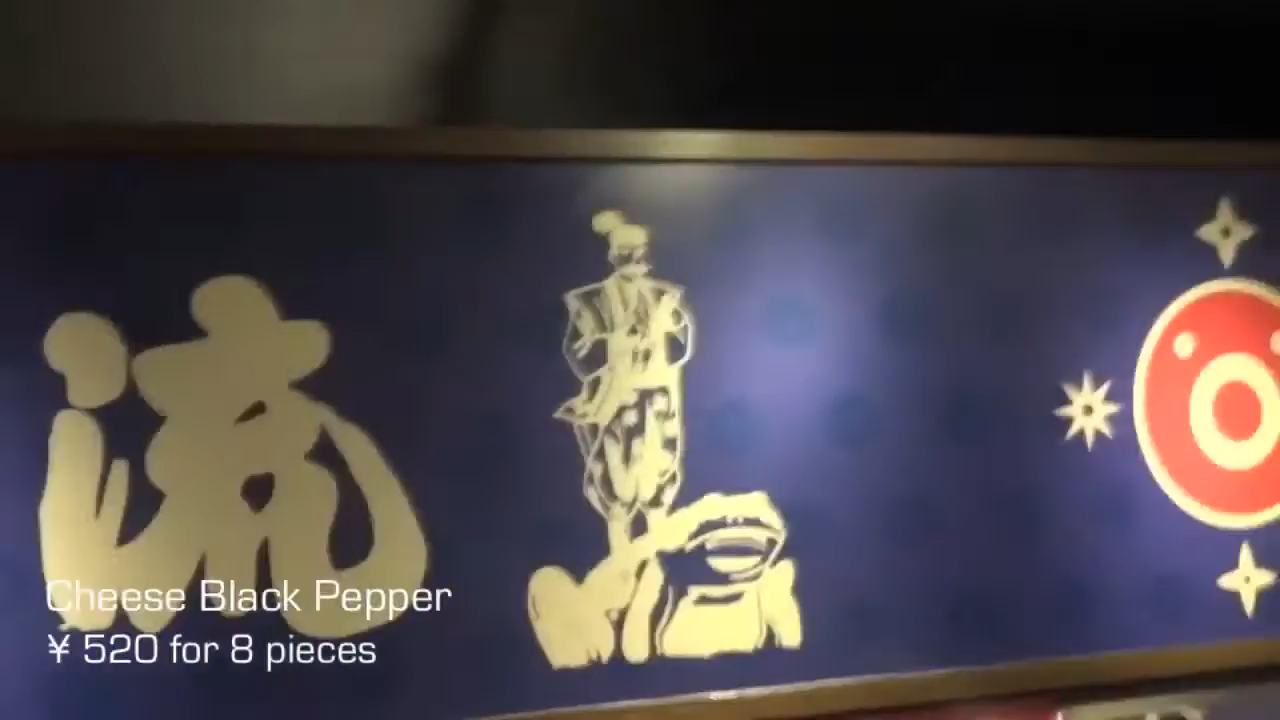 流
Cheese Black Pepper
¥ 520 for 8 pieces